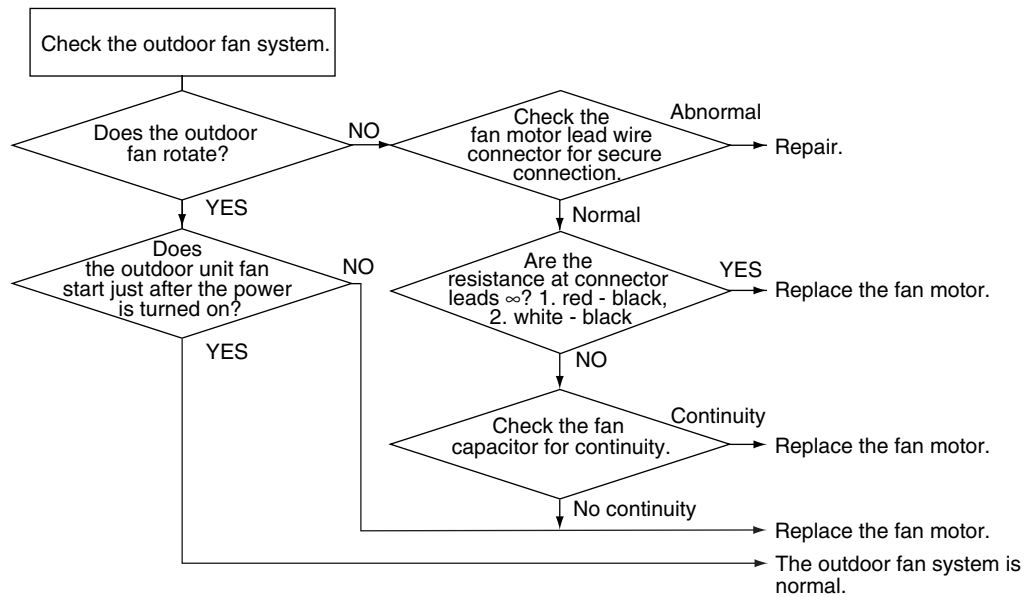 Check the outdoor fan system.
Does the outdoor
fan rotate?
NO
YES
Check the
fan motor lead wire
connector for secure
connection.
Abnormal
Repair.
Normal
Does
the outdoor unit fan
start just after the power
is turned on?
NO
YES
Are the
resistance at connector
leads ∞? 1. red - black,
2. white - black
YES
Replace the fan motor.
NO
Check the fan
capacitor for continuity.
Continuity
Replace the fan motor.
No continuity
Replace the fan motor.
The outdoor fan system is
normal.